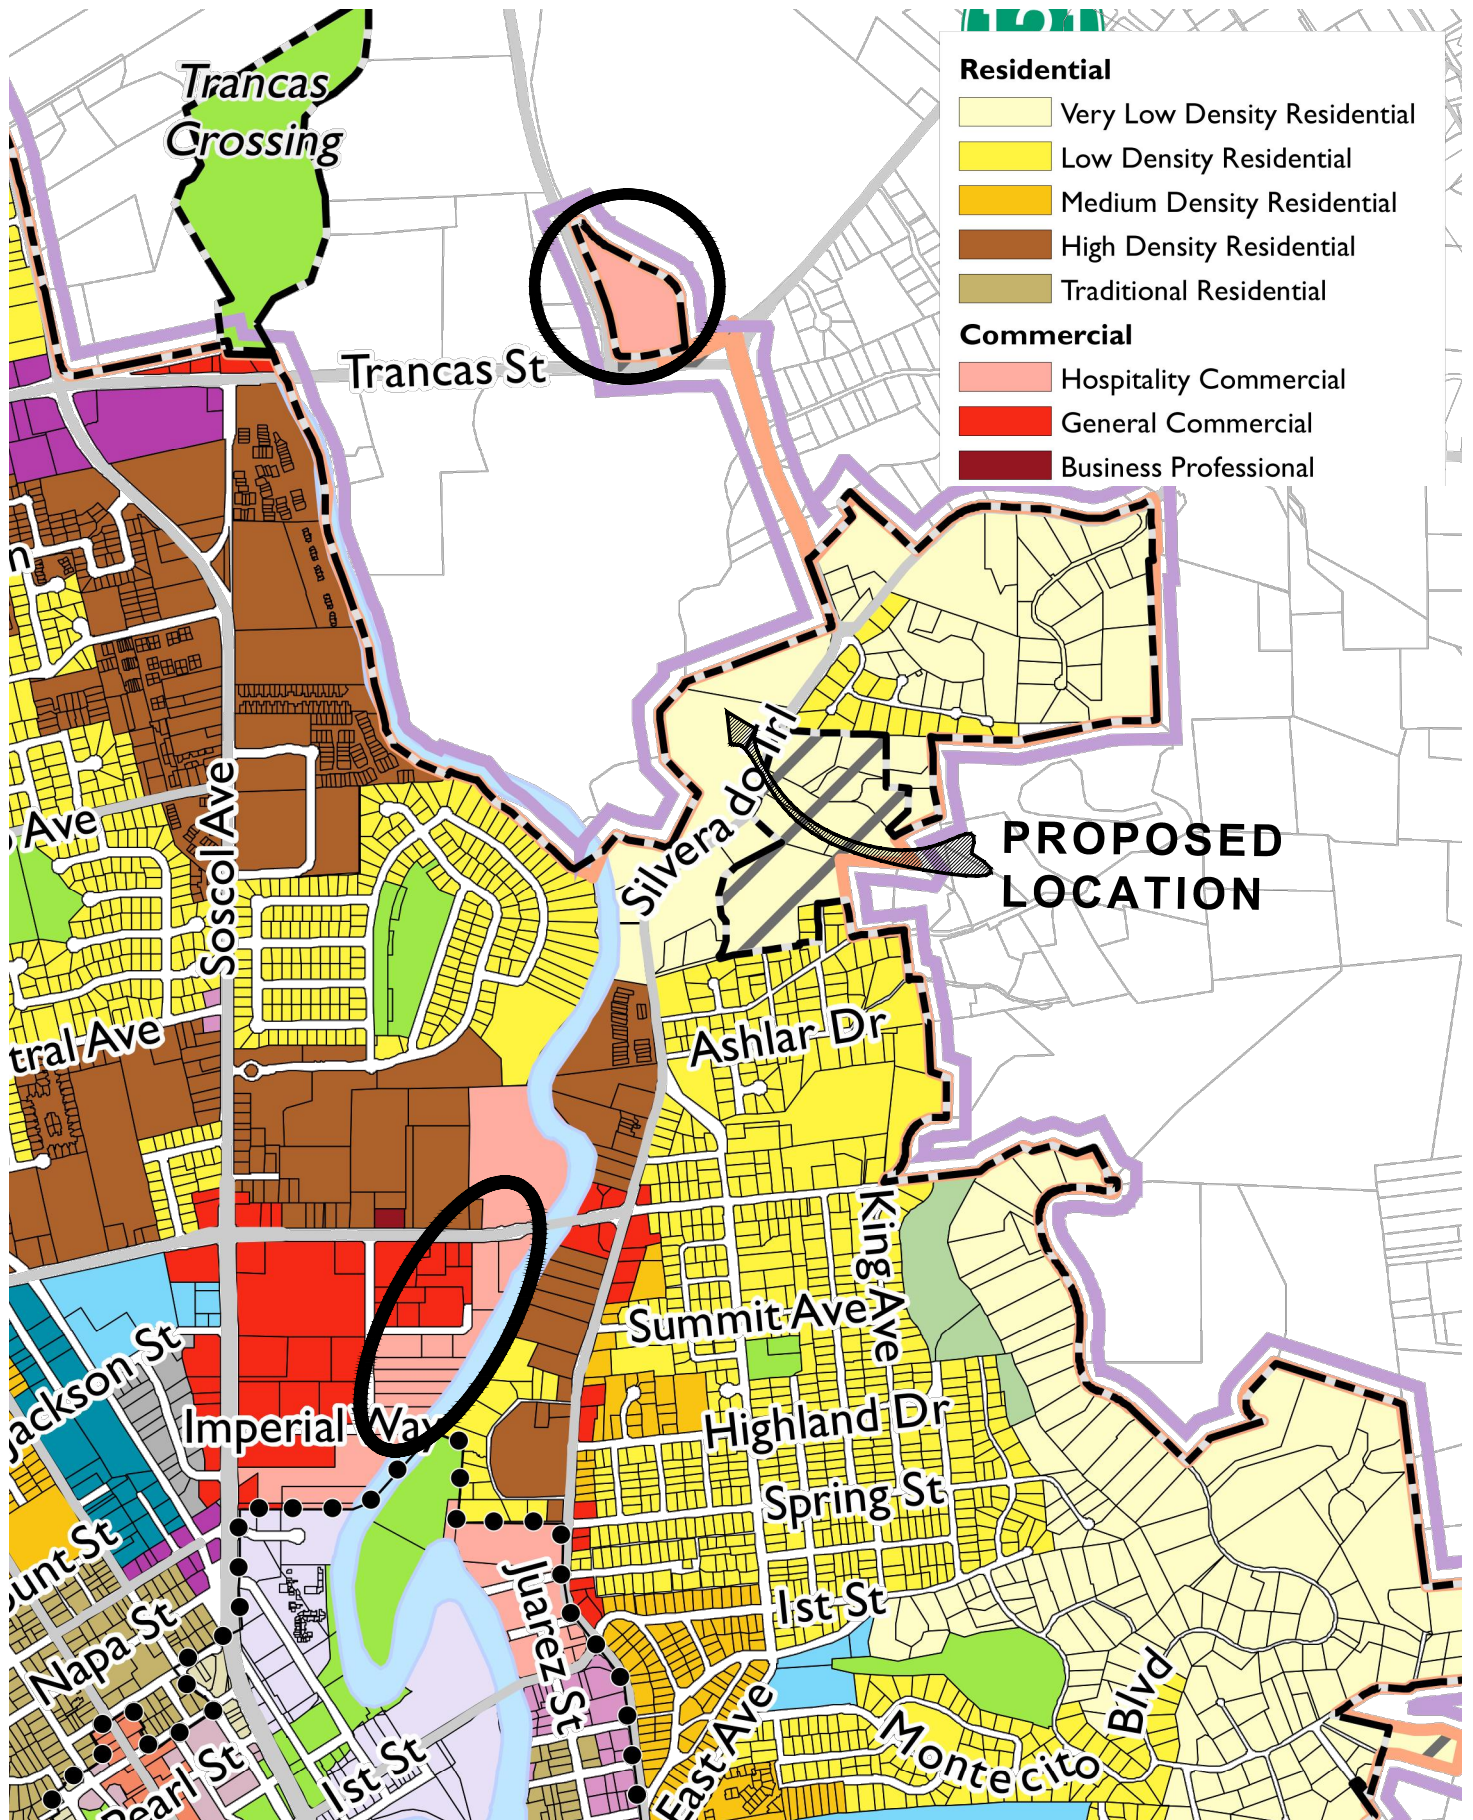 121
Trancas
Crossing
Residential
Very Low Density Residential
Low Density Residential
Medium Density Residential
High Density Residential
Traditional Residential
Commercial
Hospitality Commercial
General Commercial
Business Professional
Trancas St
n
Silverado Trl
Ave
Soscol Ave
PROPOSED
LOCATION
tral Ave
Ashlar Dr
King Ave
Summit Ave
Jackson St
Imperial Way
Highland Dr
Spring St
ount St
1st St
Napa St
Juarez St
Blvd
Montecito
East Ave
1st St
Pearl St